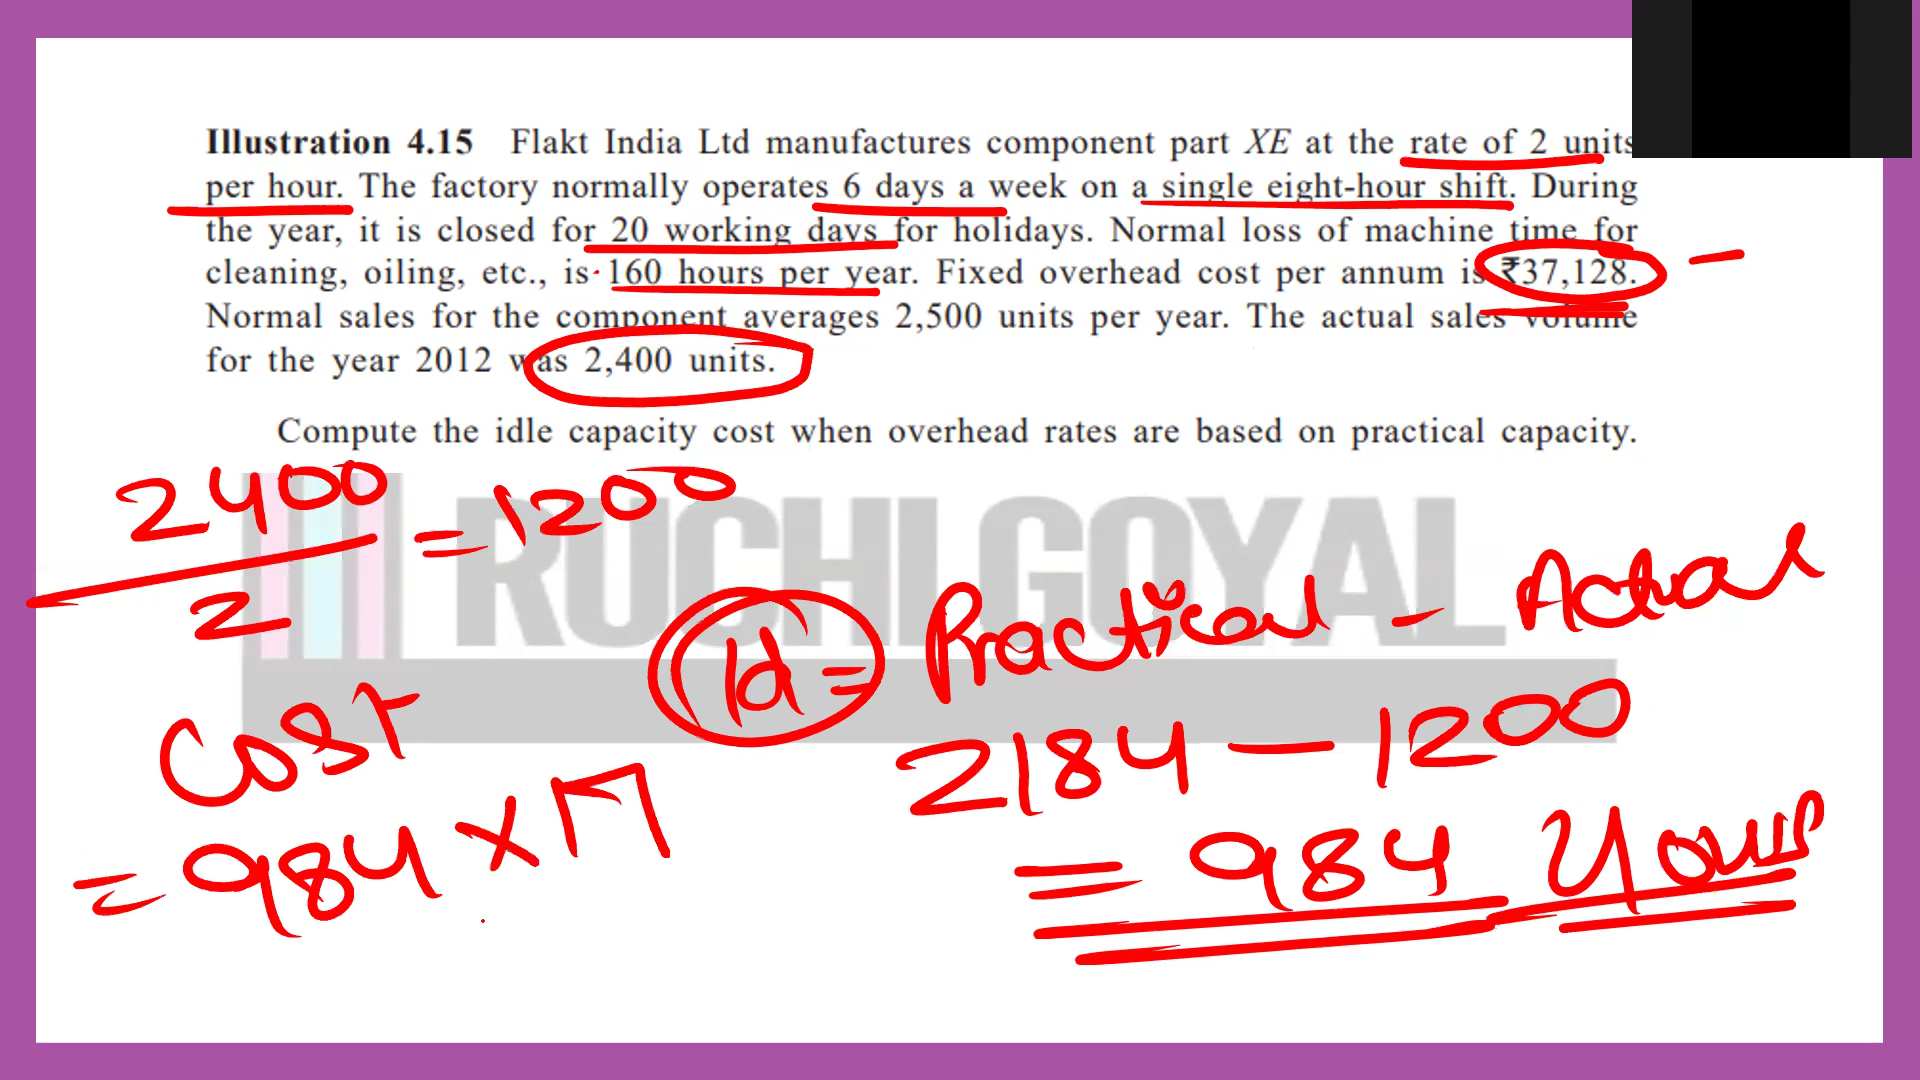 Illustration 4.15 Flakt India Ltd manufactures component part XE at the rate of 2 units
per hour. The factory normally operates 6 days a week on a single eight-hour shift. During
the year, it is closed for 20 working days for holidays. Normal loss of machine time for
cleaning, oiling, etc., is 160 hours per year. Fixed overhead cost per annum is ₹37,128.
Normal sales for the component averages 2,500 units per year. The actual sales volume
for the year 2012 was 2,400 units.
Compute the idle capacity cost when overhead rates are based on practical capacity.
RUCHI GOYAL
2400
2
= 1200
Id = Practical - Actual
2184 - 1200
= 984 Hours
Cost
= 984 × 17